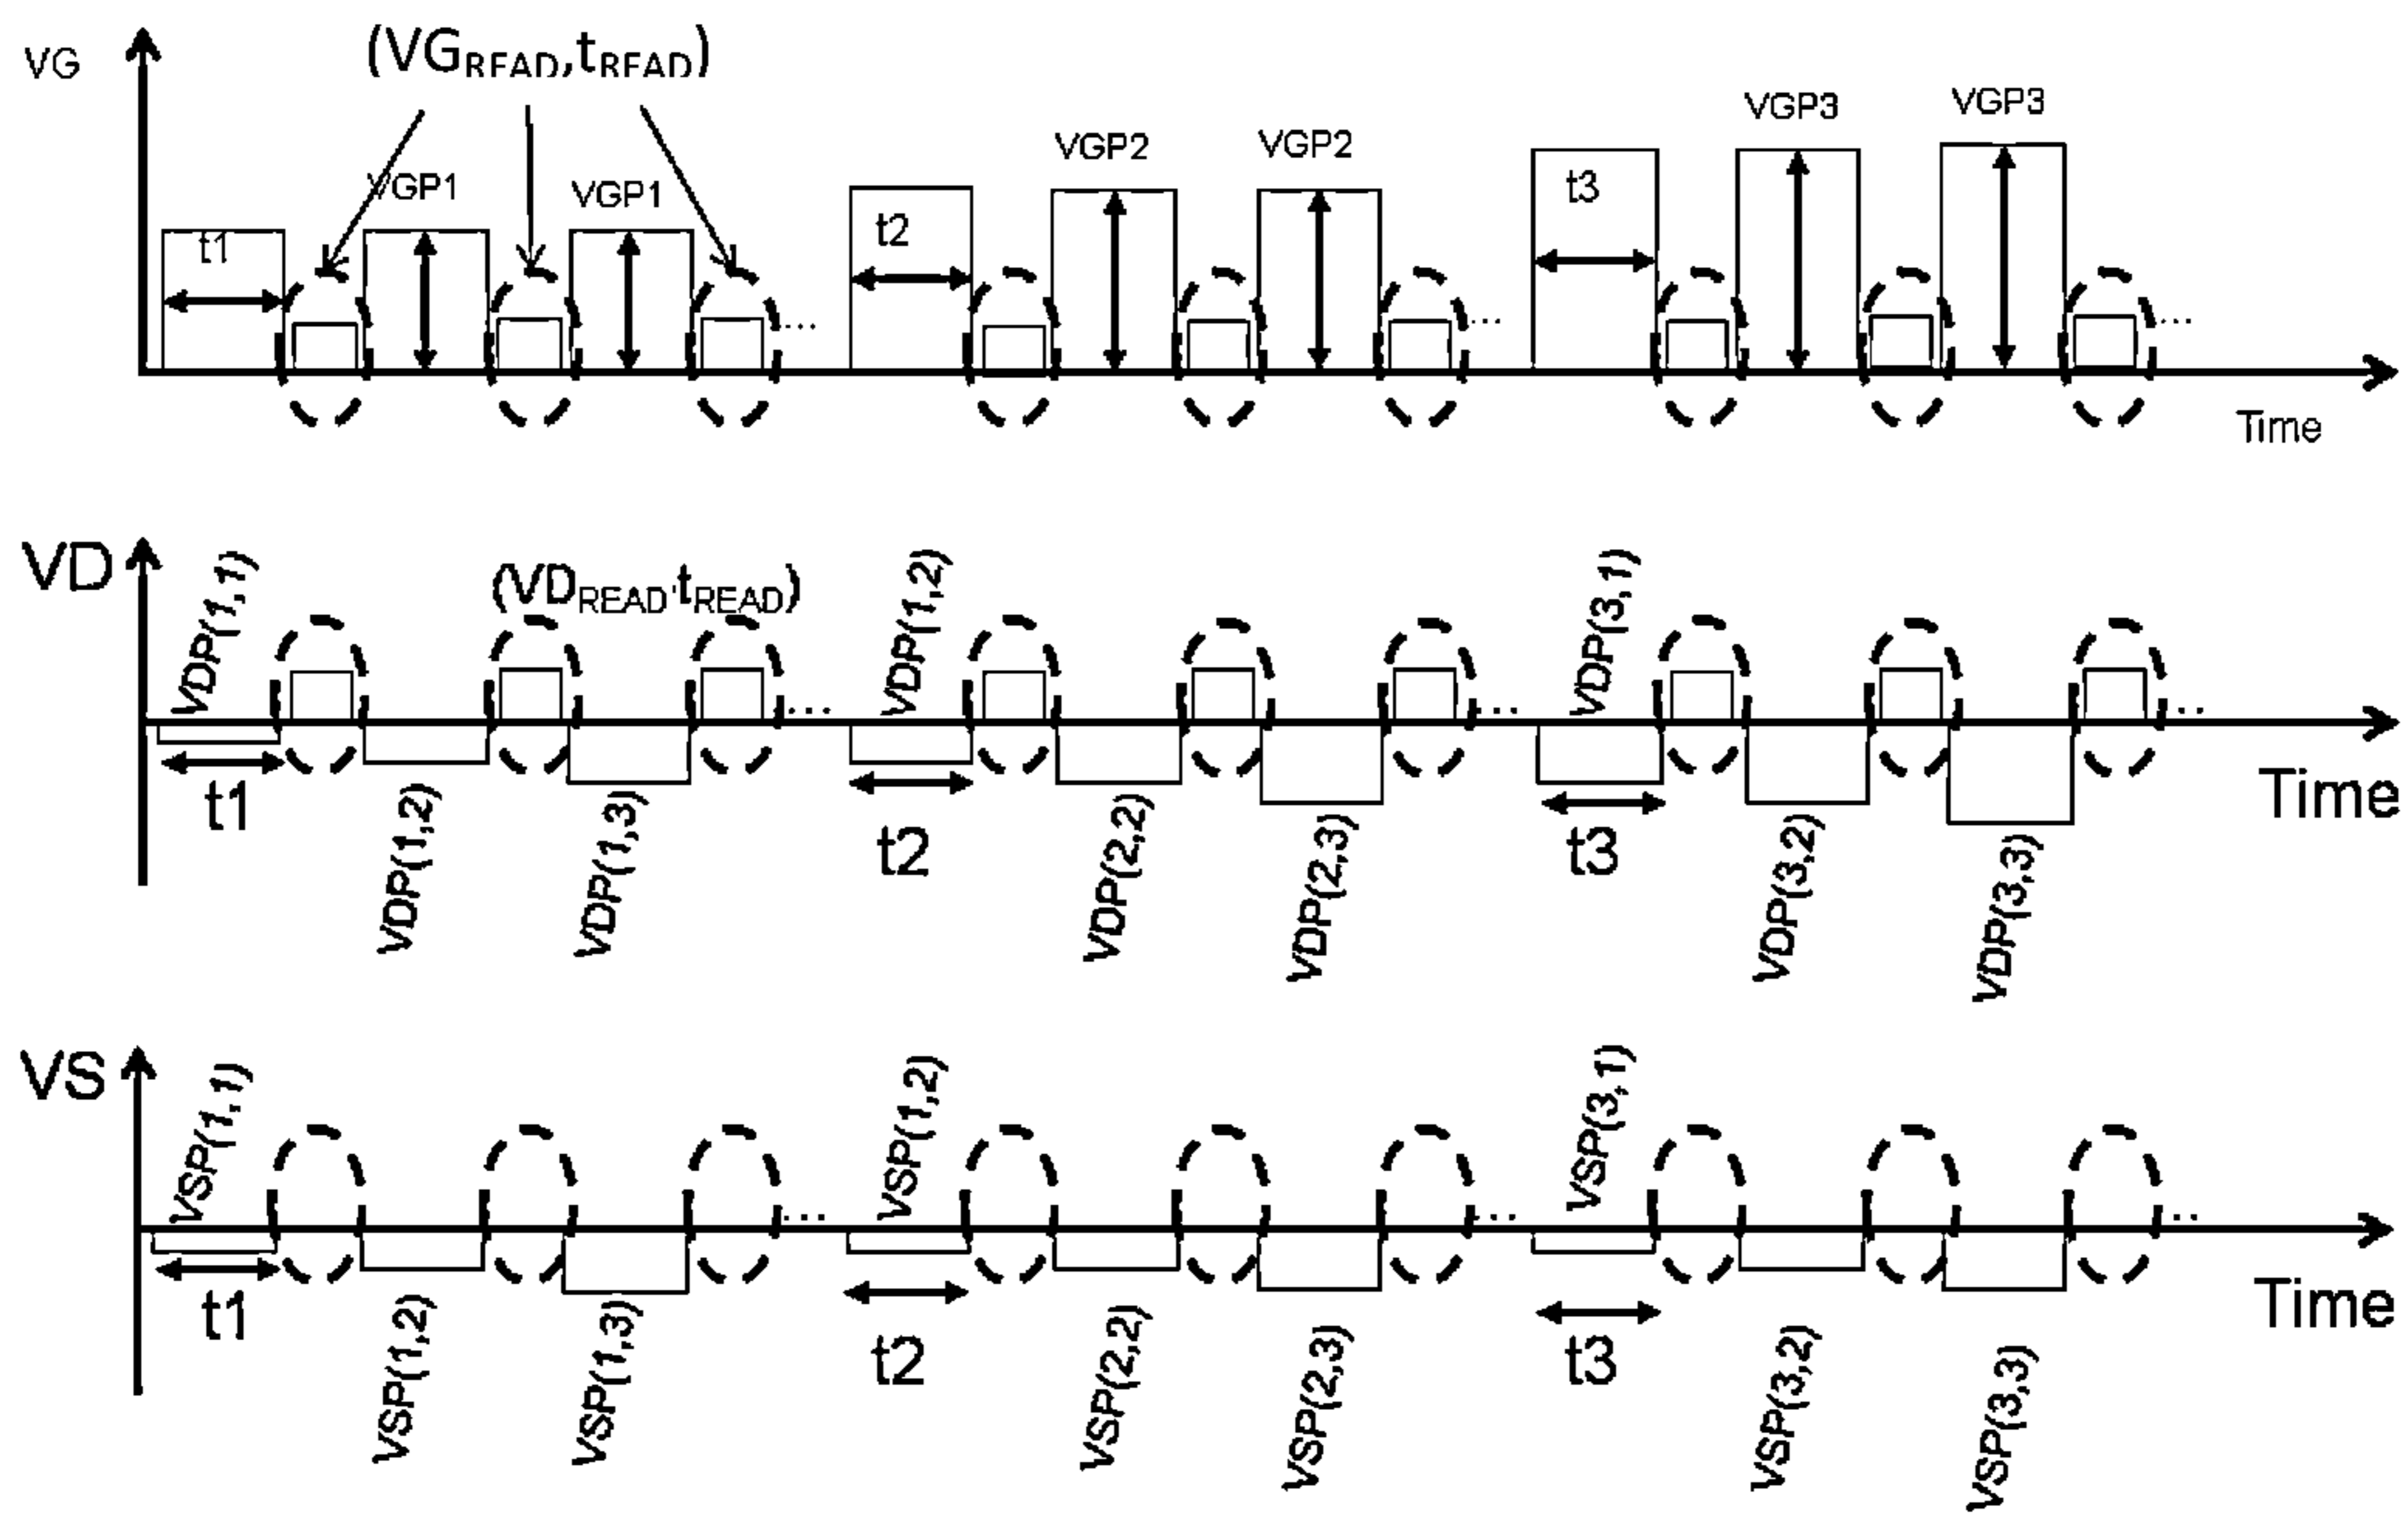 VG
(VGREAD,tREAD)
VGP1
VGP1
VGP2
VGP2
VGP3
VGP3
t1
t2
t3
...
...
...
Time
VD
VDP(1,1)
(VDREAD,tREAD)
VDP(1,2)
VDP(3,1)
...
...
..
t1
t2
t3
Time
VDP(1,2)
VDP(1,3)
VDP(2,2)
VDP(2,3)
VDP(3,2)
VDP(3,3)
VS
VSP(1,1)
VSP(1,2)
VSP(3,1)
...
...
..
t1
t2
t3
Time
VSP(1,2)
VSP(1,3)
VSP(2,2)
VSP(2,3)
VSP(3,2)
VSP(3,3)